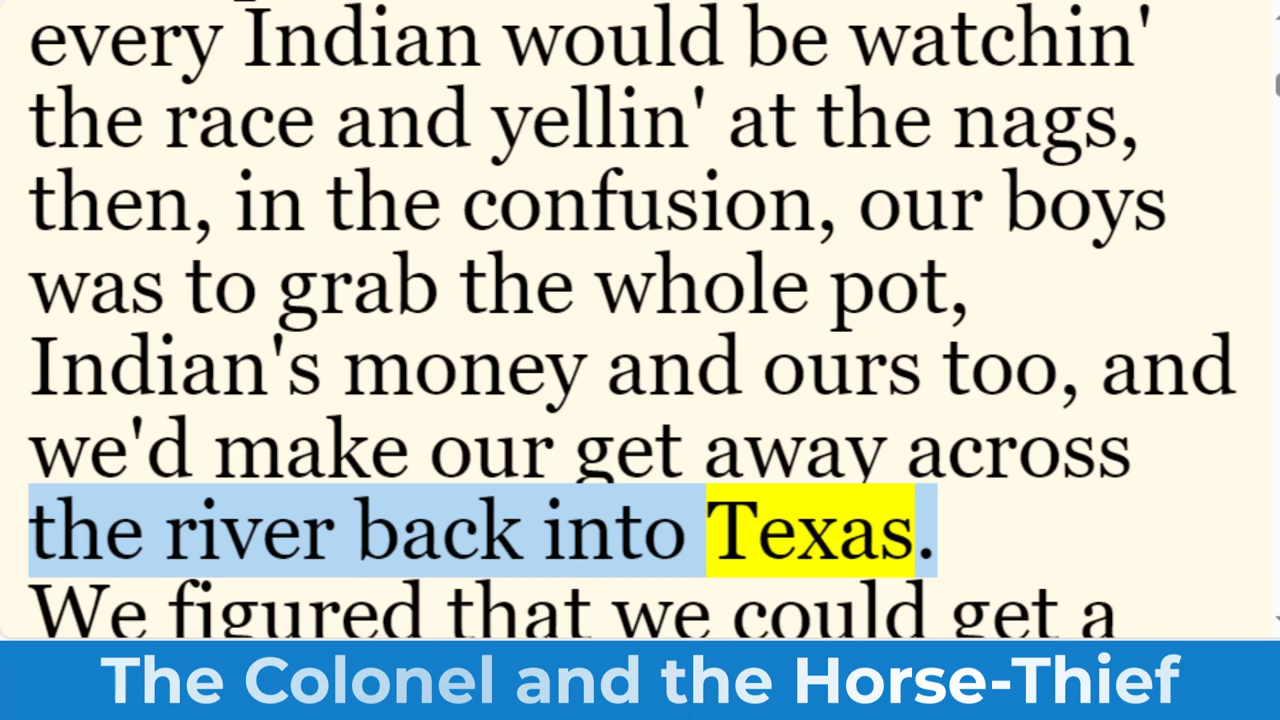 every Indian would be watchin'
the race and yellin' at the nags,
then, in the confusion, our boys
was to grab the whole pot,
Indian's money and ours too, and
we'd make our get away across
the river back into Texas.
We figured that we could get a
The Colonel and the Horse-Thief